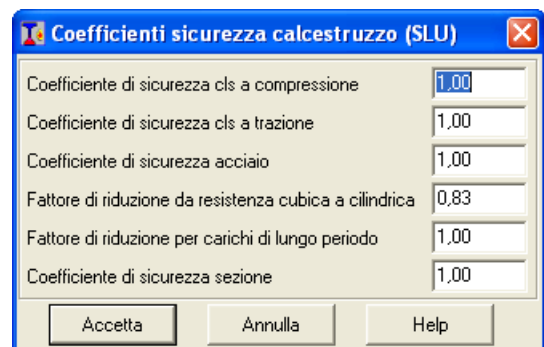 Coefficienti sicurezza calcestruzzo (SLU)
Coefficiente di sicurezza cls a compressione 1,00
Coefficiente di sicurezza cls a trazione 1,00
Coefficiente di sicurezza acciaio 1,00
Fattore di riduzione da resistenza cubica a cilindrica 0,83
Fattore di riduzione per carichi di lungo periodo 1,00
Coefficiente di sicurezza sezione 1,00
Accetta Annulla Help